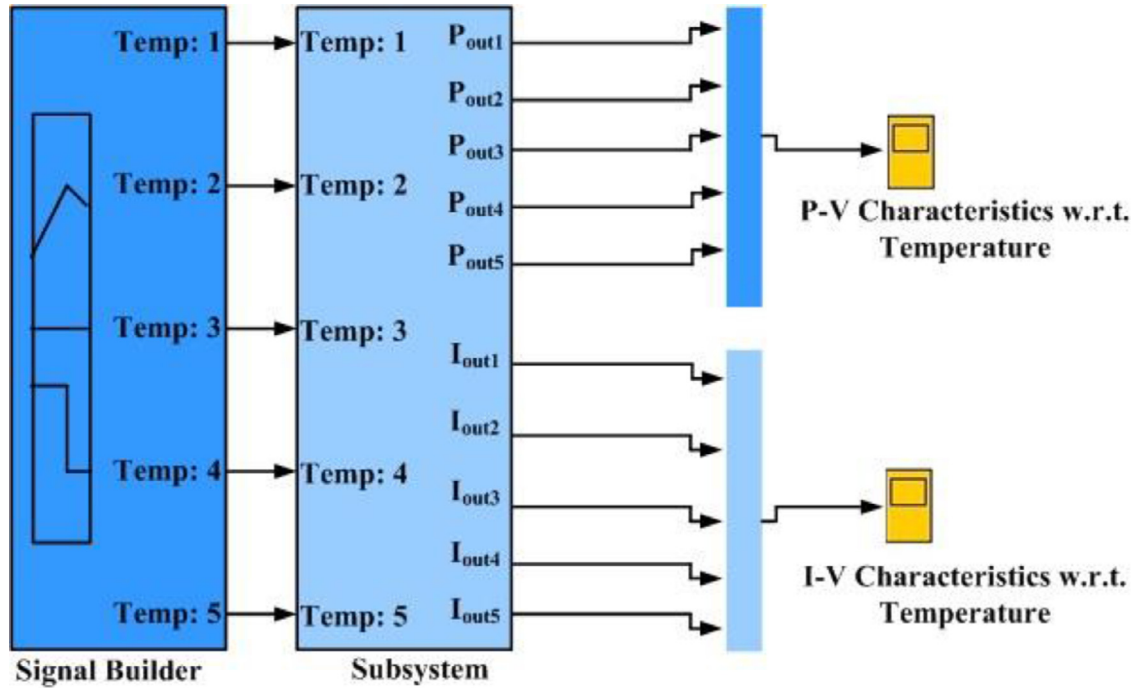 Temp: 1
Temp: 2
Temp: 3
Temp: 4
Temp: 5
Signal Builder
Temp: 1
Temp: 2
Temp: 3
Temp: 4
Temp: 5
Pout1
Pout2
Pout3
Pout4
Pout5
Iout1
Iout2
Iout3
Iout4
Iout5
Subsystem
P-V Characteristics w.r.t.
Temperature
I-V Characteristics w.r.t.
Temperature